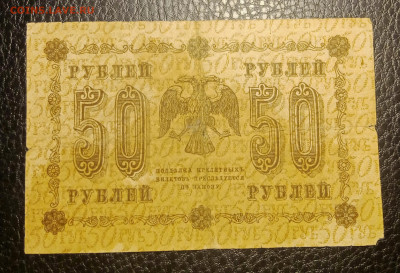 РУБЛЕЙ РУБЛЕЙ
50 50
ПОДДѢЛКА КРЕДИТНЫХЪ
БИЛЕТОВЪ ПРЕСЛѢДУЕТСЯ
ПО ЗАКОНУ.
РУБЛЕЙ РУБЛЕЙ